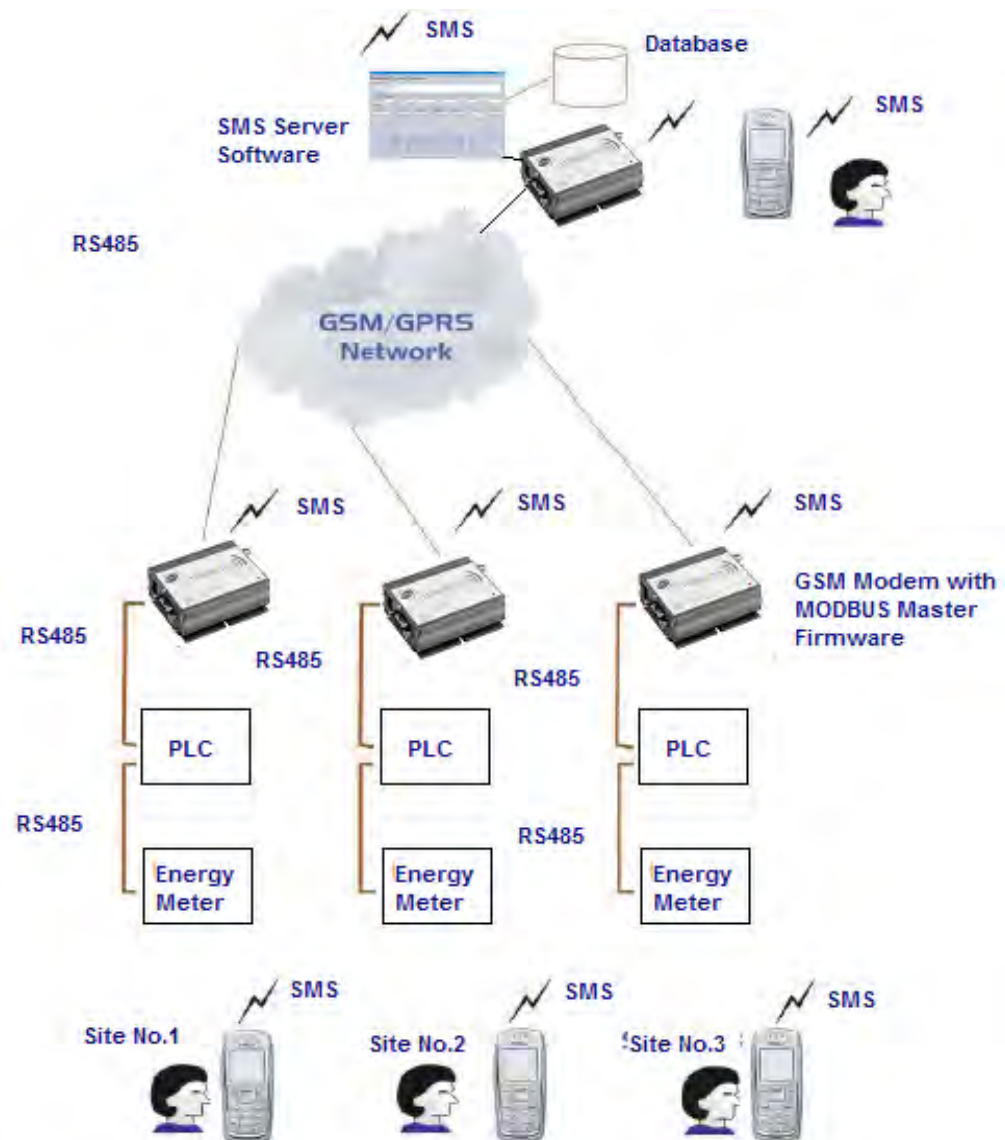 SMS
Database
SMS
SMS Server
Software
RS485
GSM/GPRS
Network
SMS
SMS
SMS
GSM Modem with
MODBUS Master
Firmware
RS485
RS485
RS485
PLC
PLC
PLC
RS485
RS485
Energy
Meter
Energy
Meter
Energy
Meter
SMS
SMS
SMS
Site No.1
Site No.2
Site No.3